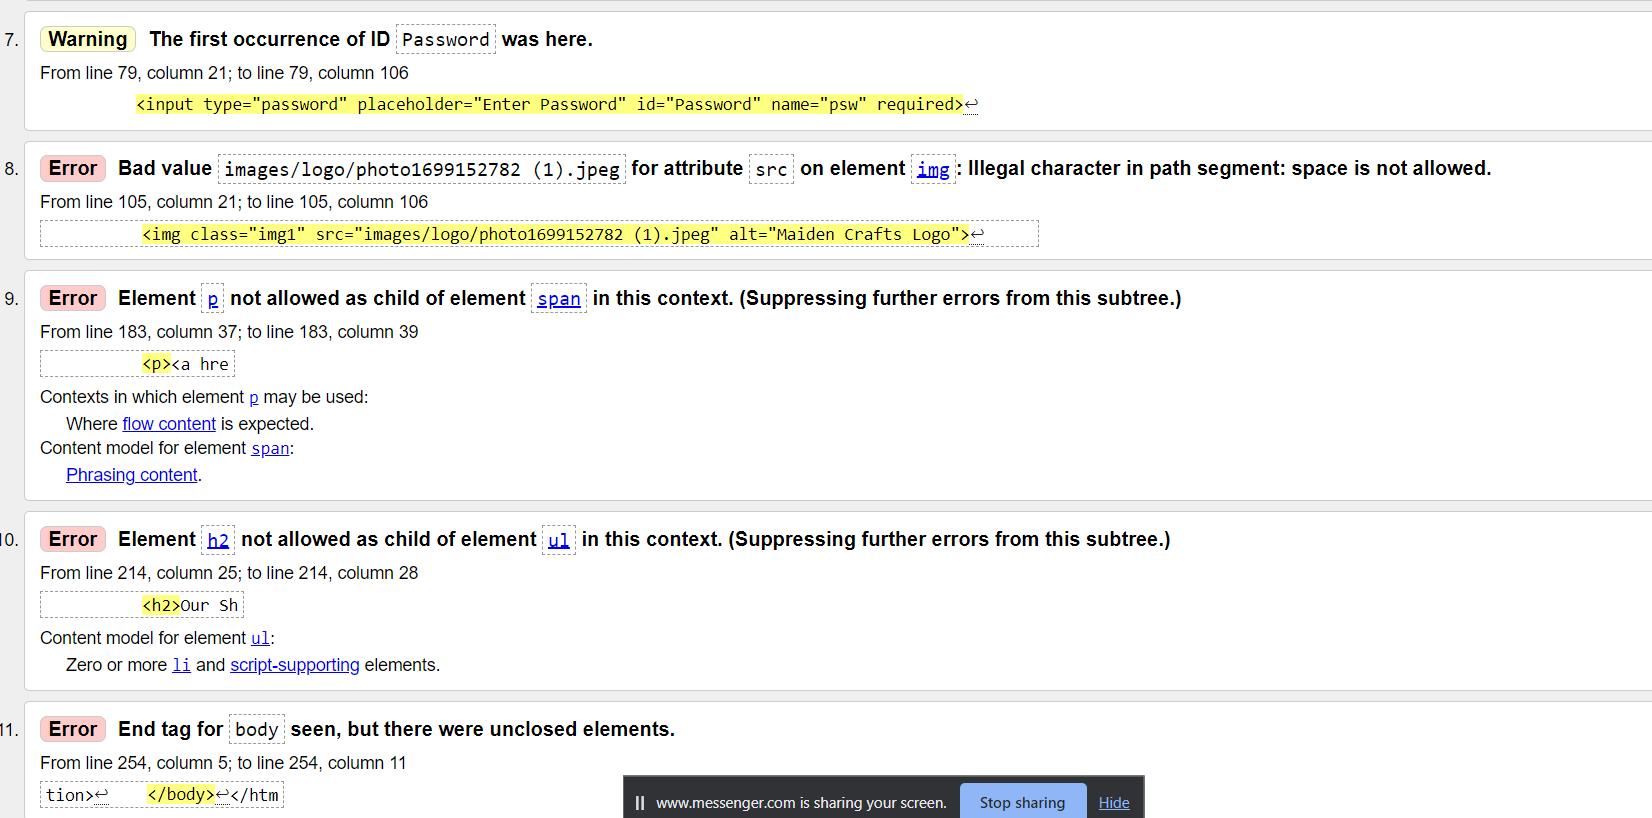 7. Warning The first occurrence of ID Password was here.
From line 79, column 21; to line 79, column 106
<input type="password" placeholder="Enter Password" id="Password" name="psw" required>↩
8. Error Bad value images/logo/photo1699152782 (1).jpeg for attribute src on element img: Illegal character in path segment: space is not allowed.
From line 105, column 21; to line 105, column 106
<img class="img1" src="images/logo/photo1699152782 (1).jpeg" alt="Maiden Crafts Logo">↩
9. Error Element p not allowed as child of element span in this context. (Suppressing further errors from this subtree.)
From line 183, column 37; to line 183, column 39
<p><a hre
Contexts in which element p may be used:
Where flow content is expected.
Content model for element span:
Phrasing content.
10. Error Element h2 not allowed as child of element ul in this context. (Suppressing further errors from this subtree.)
From line 214, column 25; to line 214, column 28
<h2>Our Sh
Content model for element ul:
Zero or more li and script-supporting elements.
11. Error End tag for body seen, but there were unclosed elements.
From line 254, column 5; to line 254, column 11
tion>↩ </body>↩</htm
www.messenger.com is sharing your screen. Stop sharing Hide